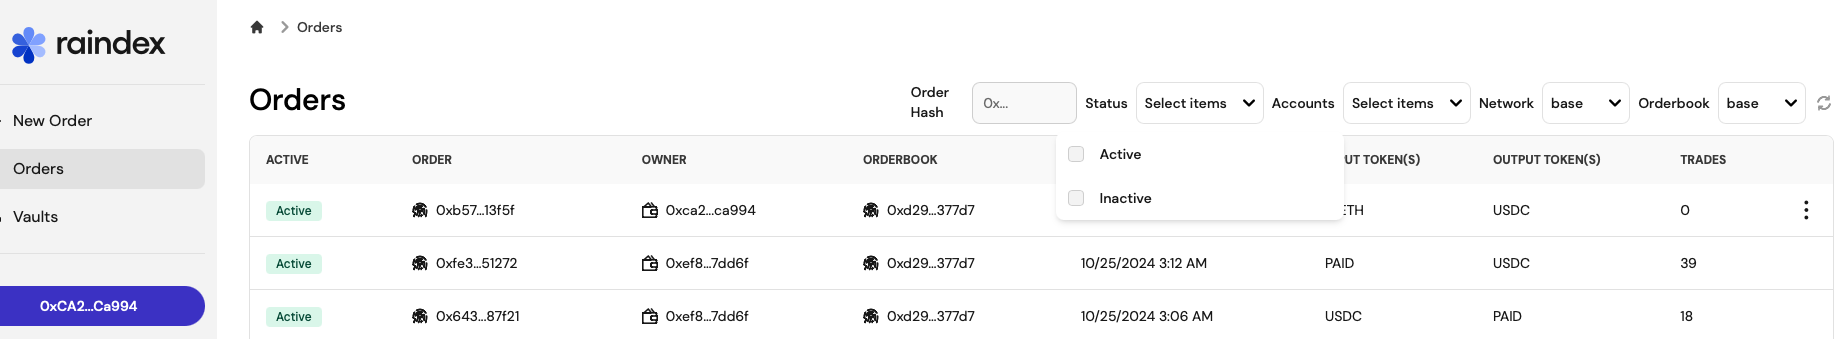 raindex
New Order
Orders
Vaults
0xCA2...Ca994
Orders
Orders
Order Hash 0x... Status Select items Accounts Select items Network base Orderbook base
Active
Inactive
ACTIVE ORDER OWNER ORDERBOOK UT TOKEN(S) OUTPUT TOKEN(S) TRADES
Active 0xb57...13f5f 0xca2...ca994 0xd29...377d7 ETH USDC 0
Active 0xfe3...51272 0xef8...7dd6f 0xd29...377d7 10/25/2024 3:12 AM PAID USDC 39
Active 0x643...87f21 0xef8...7dd6f 0xd29...377d7 10/25/2024 3:06 AM USDC PAID 18